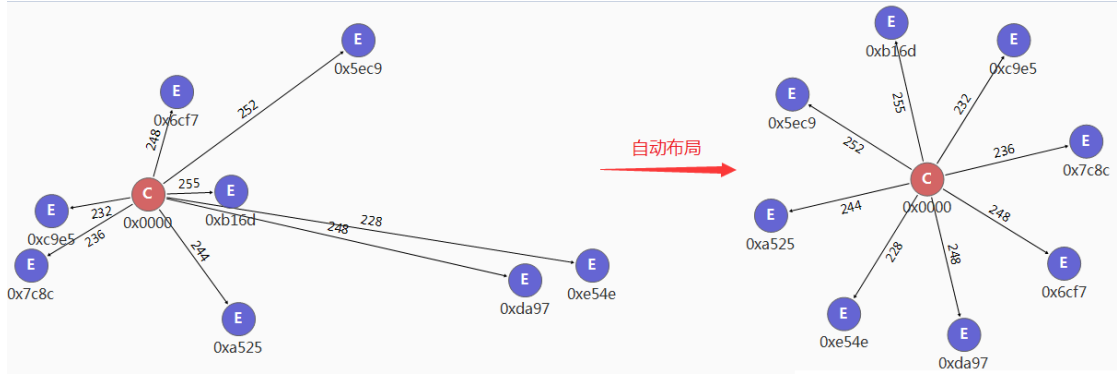 E
0x5ec9
252
E
0x6cf7
248
C
0x0000
255
E
0xb16d
232
E
0xc9e5
236
E
0x7c8c
244
E
0xa525
248
E
0xda97
228
E
0xe54e
自动布局
E
0xb16d
255
E
0xc9e5
232
E
0x5ec9
252
E
0x7c8c
236
C
0x0000
E
0xa525
244
E
0x6cf7
248
E
0xe54e
228
E
0xda97
248